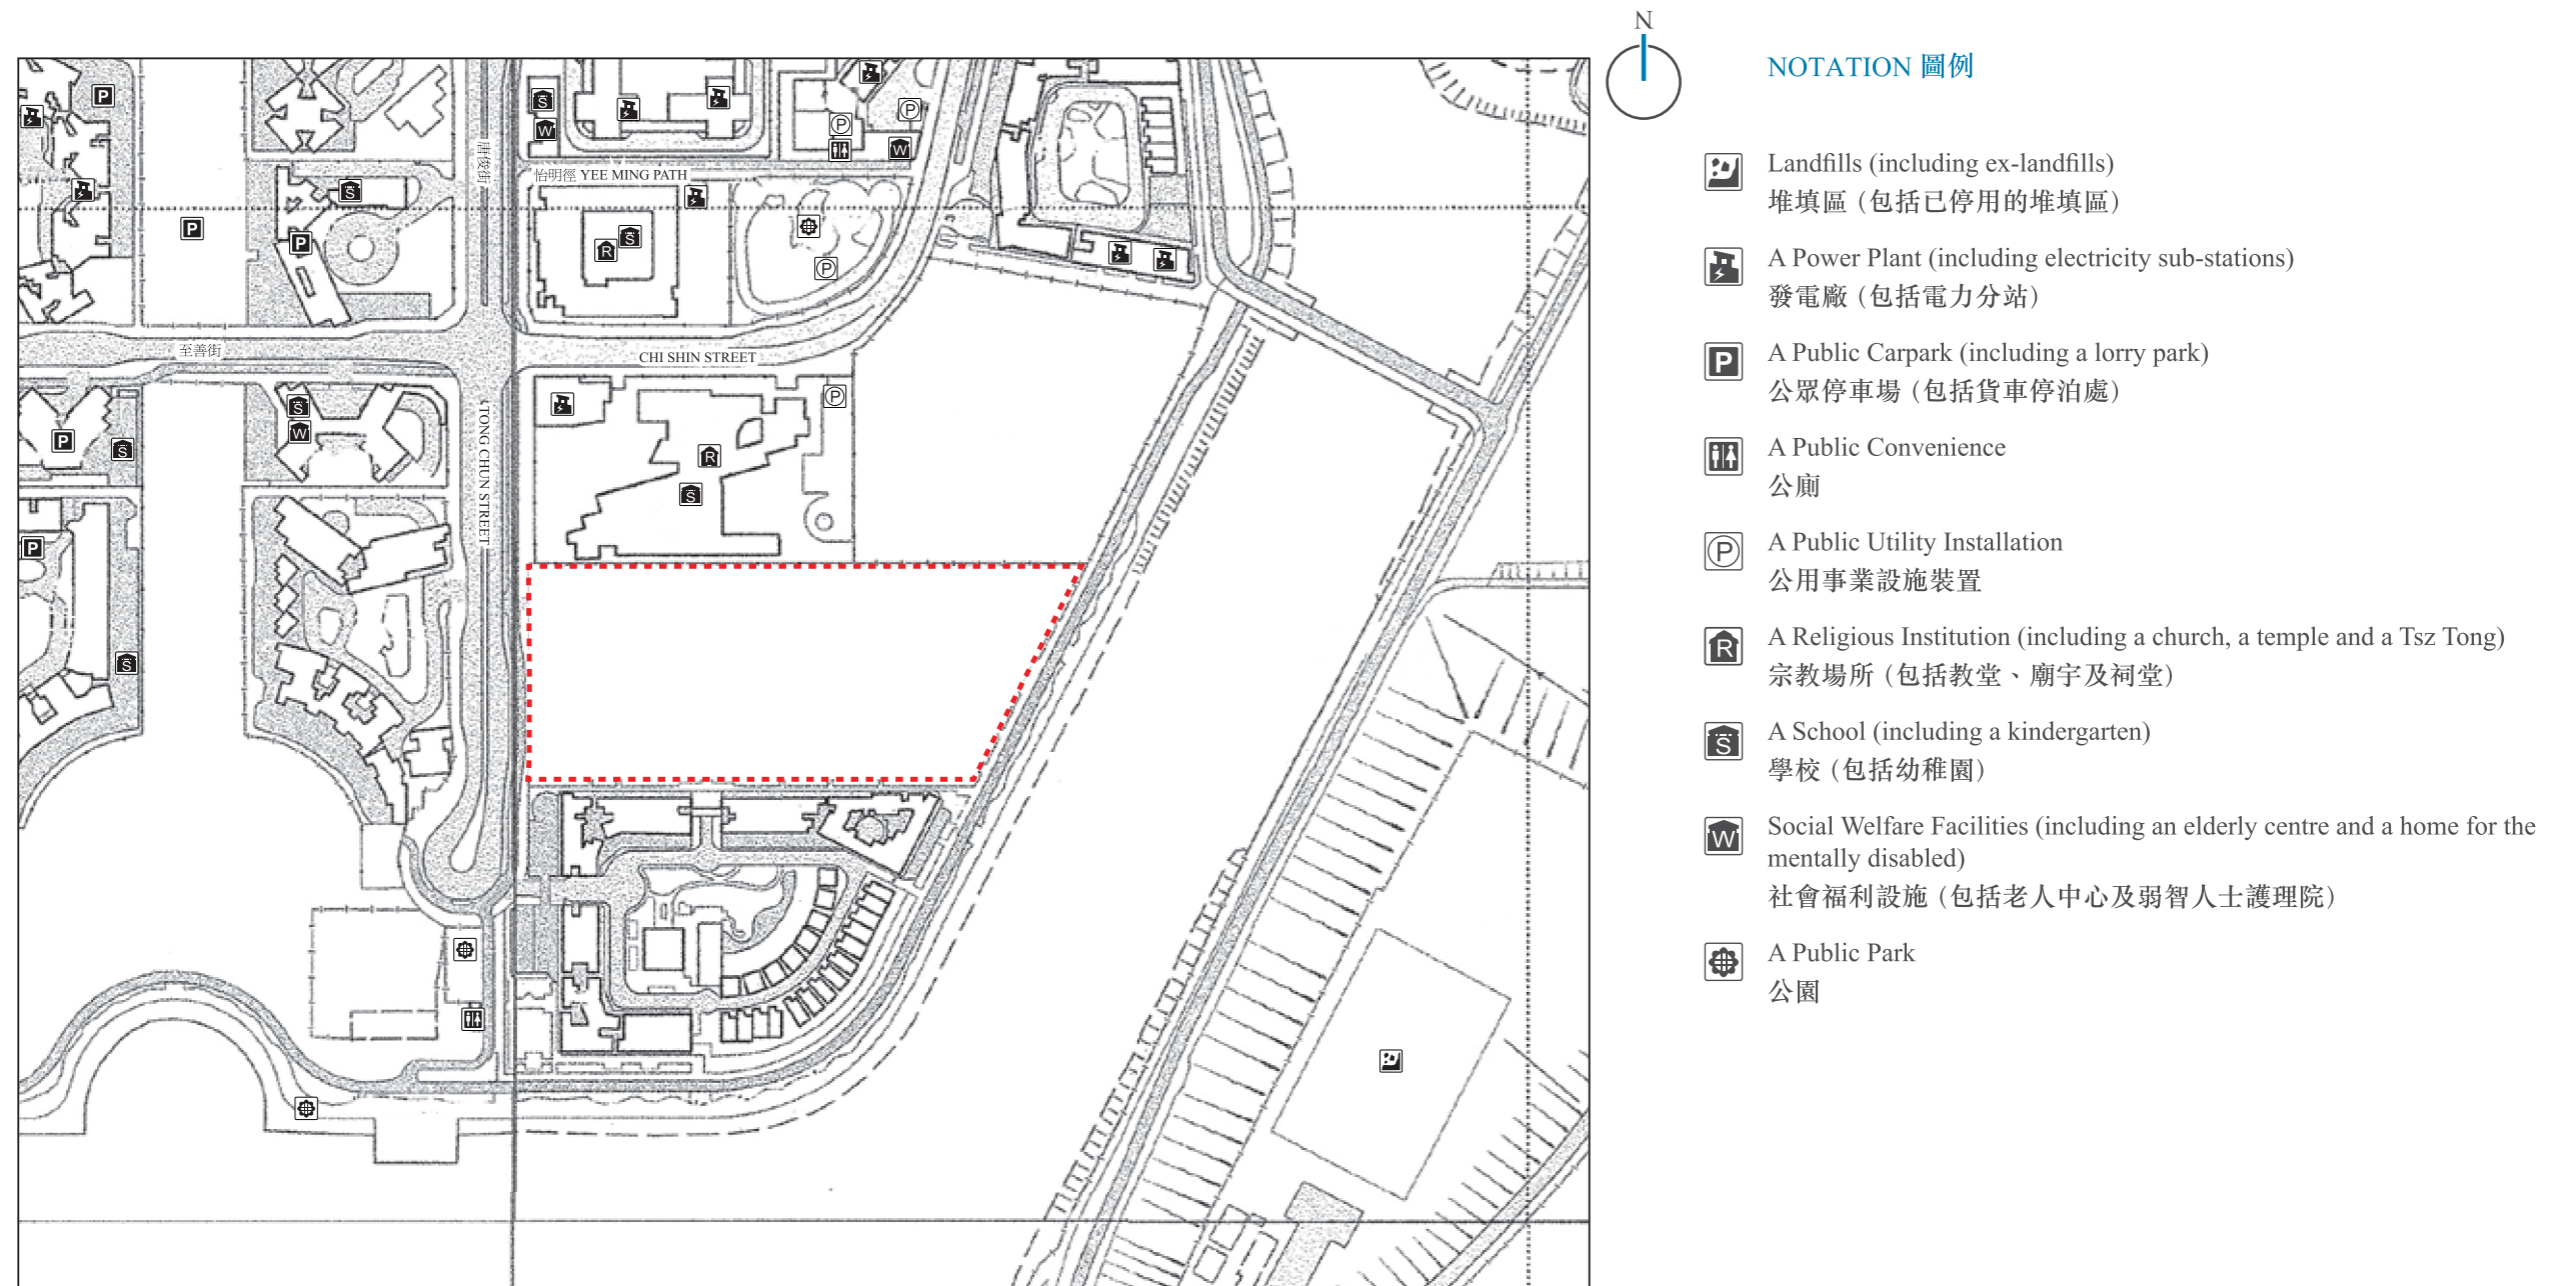 N
NOTATION 圖例
Landfills (including ex-landfills)
堆填區 (包括已停用的堆填區)
A Power Plant (including electricity sub-stations)
發電廠 (包括電力分站)
P
A Public Carpark (including a lorry park)
公眾停車場 (包括貨車停泊處)
A Public Convenience
公廁
P
A Public Utility Installation
公用事業設施裝置
R
A Religious Institution (including a church, a temple and a Tsz Tong)
宗教場所 (包括教堂、廟宇及祠堂)
S
A School (including a kindergarten)
學校 (包括幼稚園)
W
Social Welfare Facilities (including an elderly centre and a home for the
mentally disabled)
社會福利設施 (包括老人中心及弱智人士護理院)
A Public Park
公園
唐俊街
怡明徑 YEE MING PATH
至善街
CHI SHIN STREET
TONG CHUN STREET
P
S
W
P
P
W
S
P
P
R
S
P
S
W
P
S
P
R
S
P
S